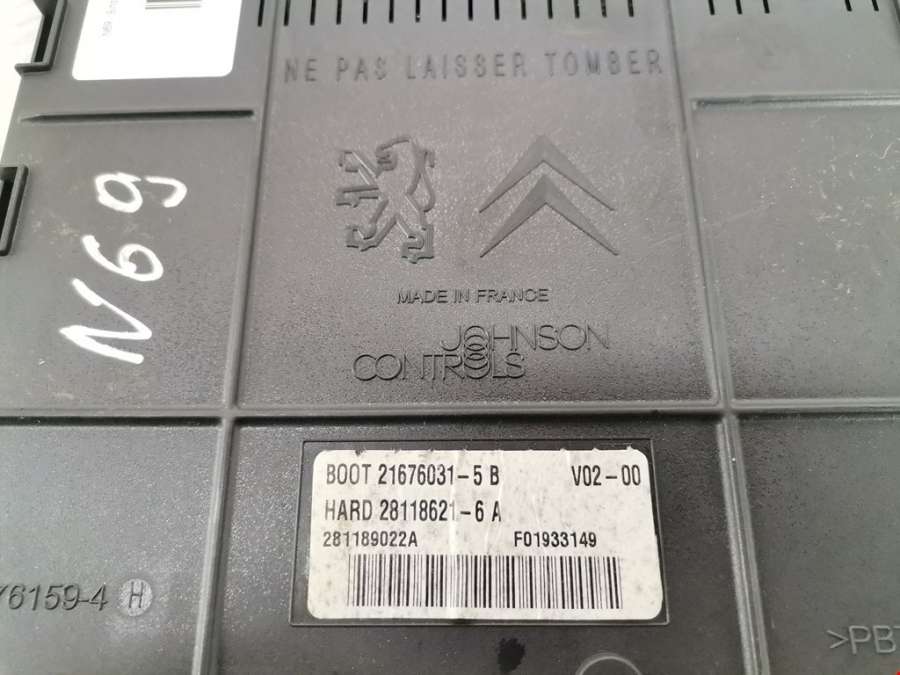 NE PAS LAISSER TOMBER
N69
MADE IN FRANCE
JOHNSON
CONTROLS
BOOT 21676031-5 B V02-00
HARD 28118621-6 A
281189022A F01933149
76159-4 H
>PBT